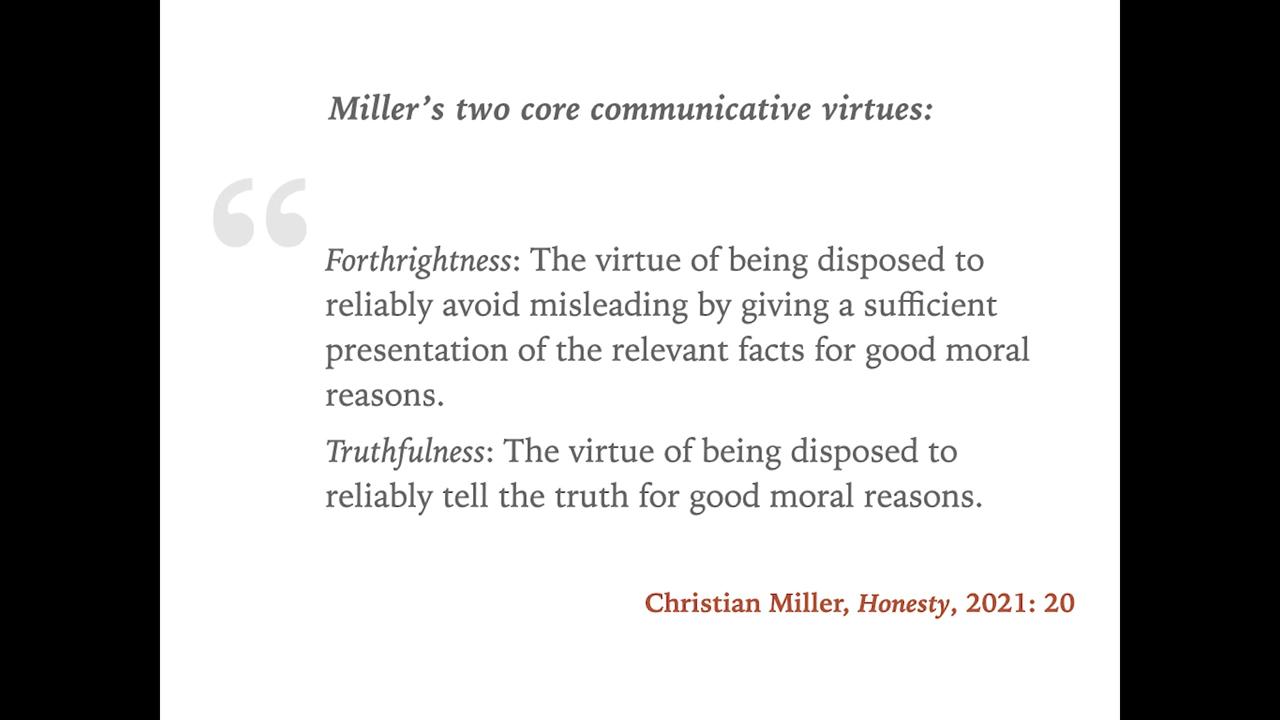 Miller’s two core communicative virtues:
“
Forthrightness: The virtue of being disposed to
reliably avoid misleading by giving a sufficient
presentation of the relevant facts for good moral
reasons.
Truthfulness: The virtue of being disposed to
reliably tell the truth for good moral reasons.
Christian Miller, Honesty, 2021: 20